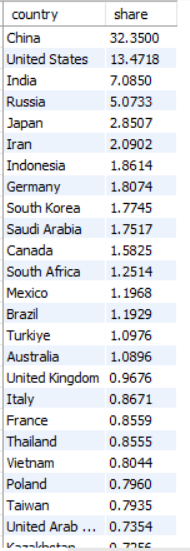 country share
China 32.3500
United States 13.4718
India 7.0850
Russia 5.0733
Japan 2.8507
Iran 2.0902
Indonesia 1.8614
Germany 1.8074
South Korea 1.7745
Saudi Arabia 1.7517
Canada 1.5825
South Africa 1.2514
Mexico 1.1968
Brazil 1.1929
Turkiye 1.0976
Australia 1.0896
United Kingdom 0.9676
Italy 0.8671
France 0.8559
Thailand 0.8555
Vietnam 0.8044
Poland 0.7960
Taiwan 0.7935
United Arab ... 0.7354
Kazakhstan 0.7256